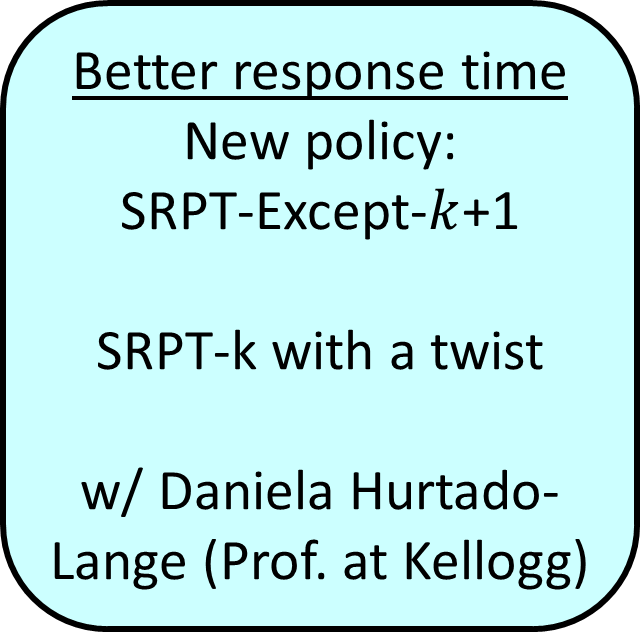 Better response time
New policy:
SRPT-Except-k+1
SRPT-k with a twist
w/ Daniela Hurtado-
Lange (Prof. at Kellogg)